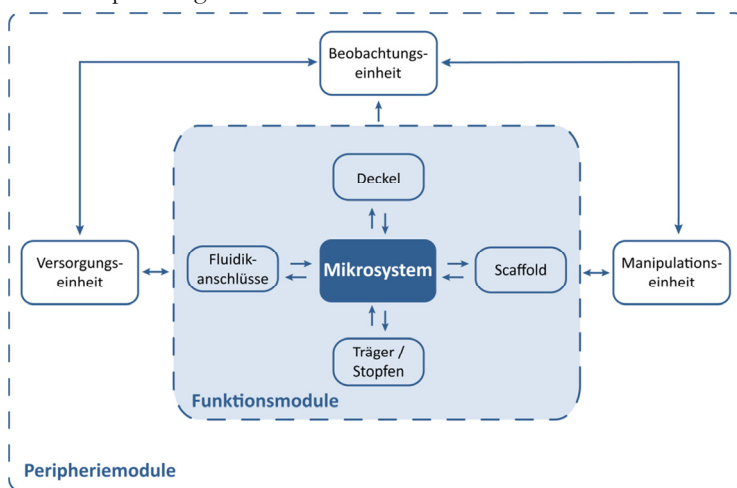 Beobachtungs-
einheit
Deckel
Versorgungs-
einheit
Fluidik-
anschlüsse
Mikrosystem
Scaffold
Manipulations-
einheit
Träger /
Stopfen
Funktionsmodule
Peripheriemodule